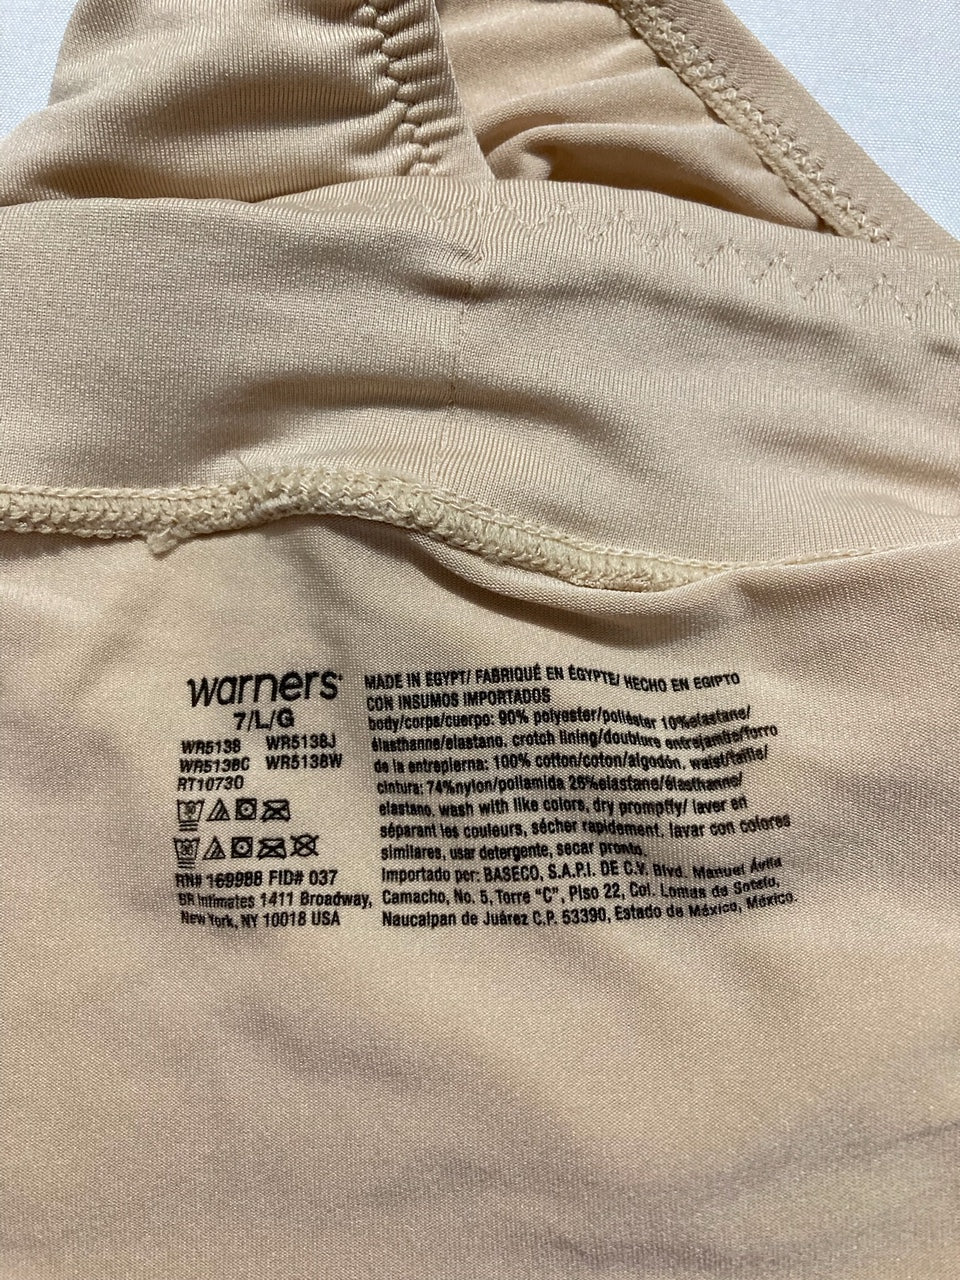 warners
7/L/G
WR5138 WR5138J
WR5138C WR5138W
RT10730
RN# 169988 FID# 037
BR Intimates 1411 Broadway,
New York, NY 10018 USA
MADE IN EGYPT/ FABRIQUÉ EN ÉGYPTE/ HECHO EN EGIPTO
CON INSUMOS IMPORTADOS
body/corps/cuerpo: 90% polyester/poliéster 10%elastane/
élasthanne/elastano. crotch lining/doublure entrejambe/forro
de la entrepierna: 100% cotton/coton/algodón. waist/taille/
cintura: 74%nylon/poliamida 26%elastane/élasthanne/
elastano. wash with like colors, dry promptly/ laver en
séparant les couleurs, sécher rapidement. lavar con colores
similares, usar detergente, secar pronto.
Importado por: BASECO, S.A.P.I. DE C.V. Blvd. Manuel Ávila
Camacho, No. 5, Torre "C", Piso 22, Col. Lomas de Sotelo,
Naucalpan de Juárez C.P. 53390, Estado de México, México.